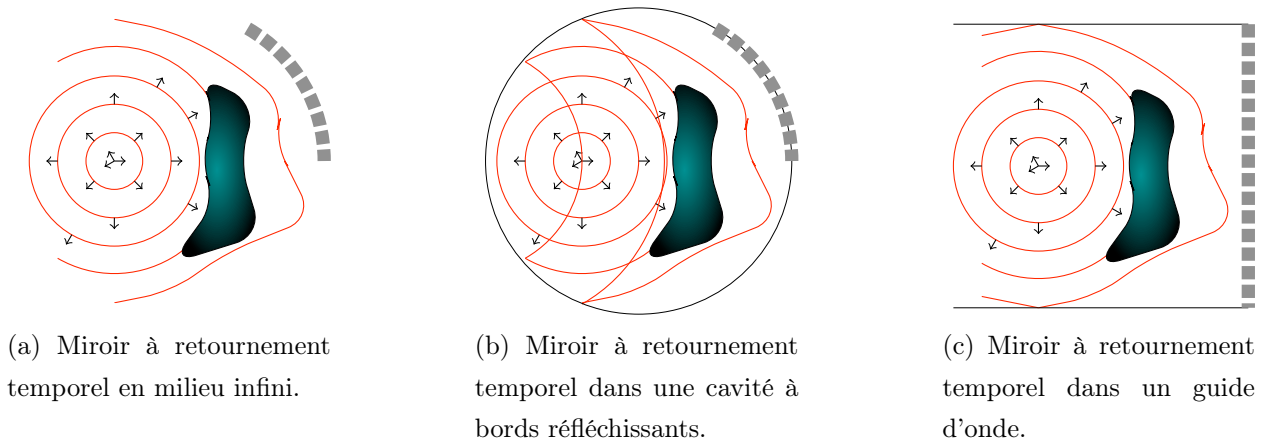 (a) Miroir à retournement
temporel en milieu infini.
(b) Miroir à retournement
temporel dans une cavité à
bords réfléchissants.
(c) Miroir à retournement
temporel dans un guide
d'onde.